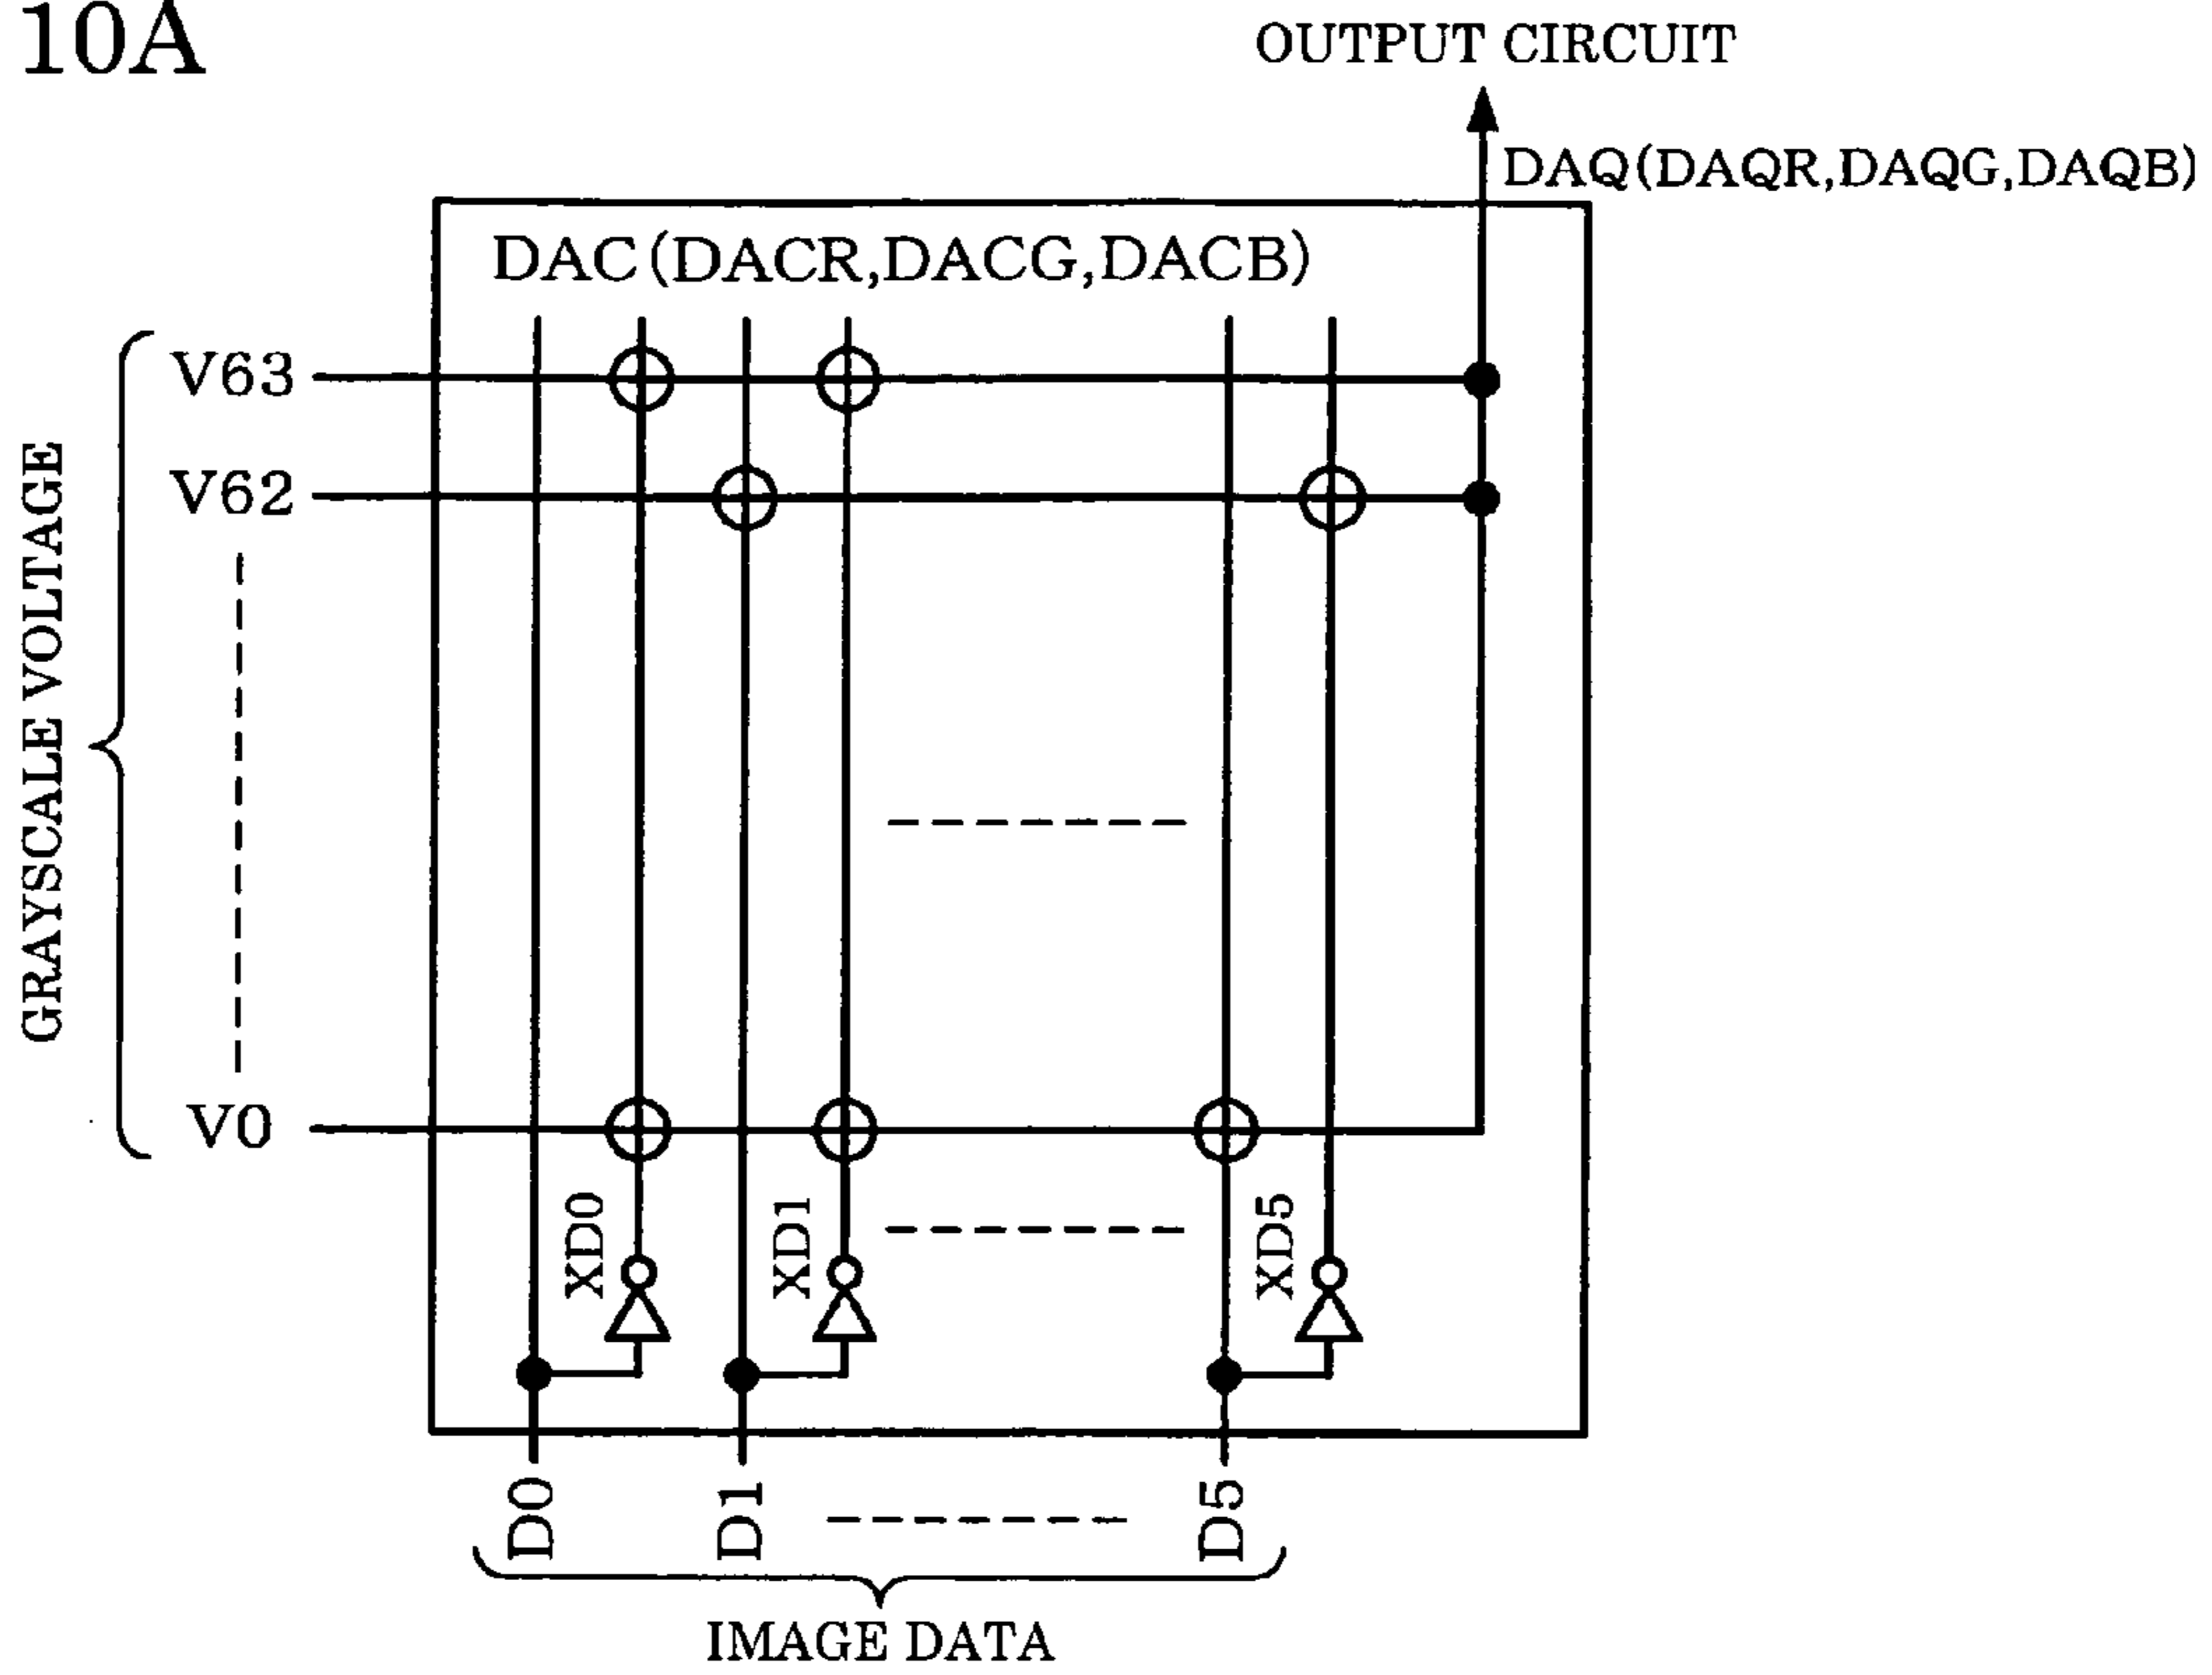 10A
OUTPUT CIRCUIT
DAQ(DAQR,DAQG,DAQB)
DAC(DACR,DACG,DACB)
V63
V62
GRAYSCALE VOLTAGE
V0
XD0
XD1
XD5
D0
D1
D5
IMAGE DATA